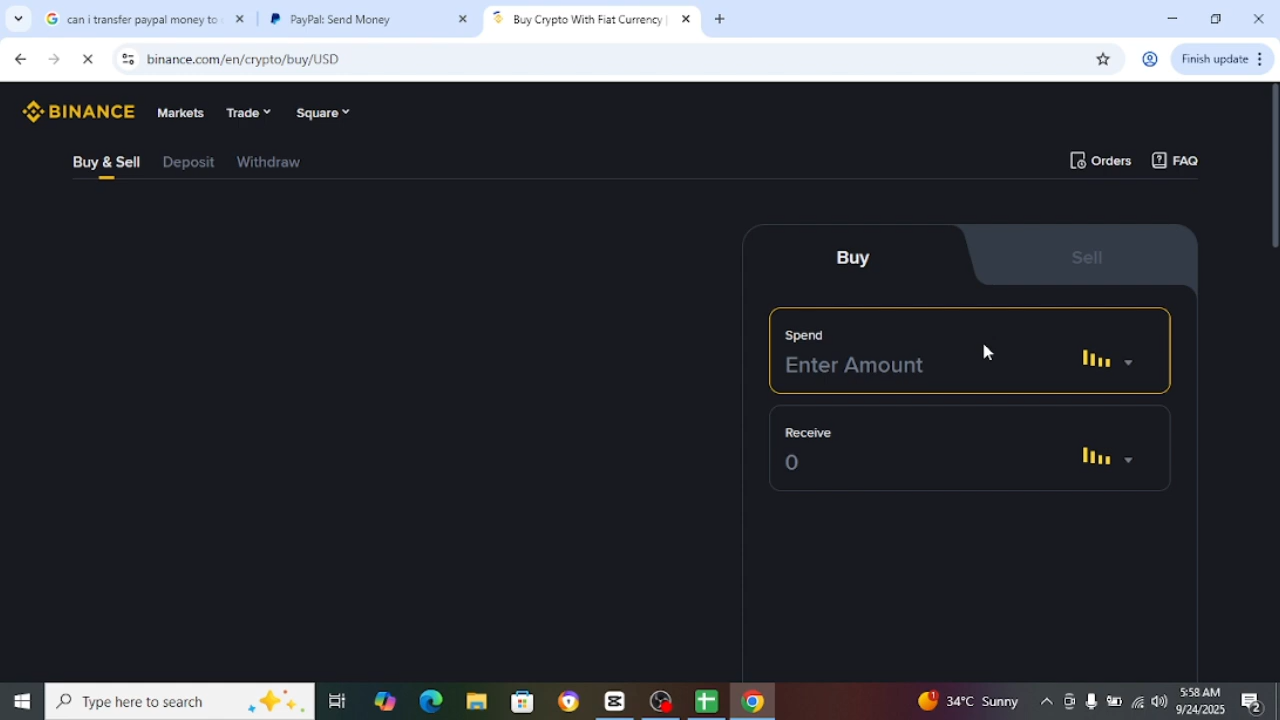 can i transfer paypal money to
PayPal: Send Money
Buy Crypto With Fiat Currency |
binance.com/en/crypto/buy/USD
Finish update
BINANCE
Markets
Trade
Square
Buy & Sell
Deposit
Withdraw
Orders
FAQ
Buy
Sell
Spend
Enter Amount
Receive
0
Type here to search
1
34°C Sunny
5:58 AM
9/24/2025
2